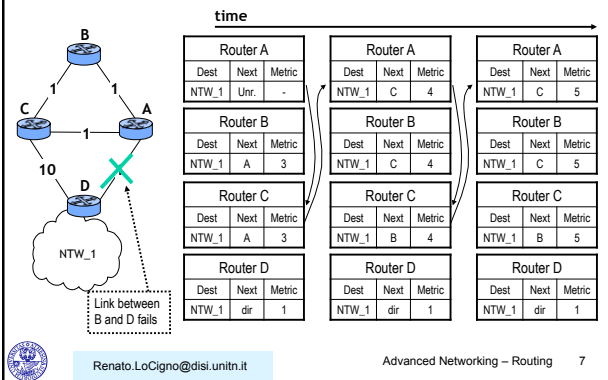 time
B
1
1
C
A
1
10
D
NTW_1
Link between
B and D fails
Router A
Dest Next Metric
NTW_1 Unr. -
Router B
Dest Next Metric
NTW_1 A 3
Router C
Dest Next Metric
NTW_1 A 3
Router D
Dest Next Metric
NTW_1 dir 1
Router A
Dest Next Metric
NTW_1 C 4
Router B
Dest Next Metric
NTW_1 C 4
Router C
Dest Next Metric
NTW_1 B 4
Router D
Dest Next Metric
NTW_1 dir 1
Router A
Dest Next Metric
NTW_1 C 5
Router B
Dest Next Metric
NTW_1 C 5
Router C
Dest Next Metric
NTW_1 B 5
Router D
Dest Next Metric
NTW_1 dir 1
Renato.LoCigno@disi.unitn.it
Advanced Networking – Routing 7